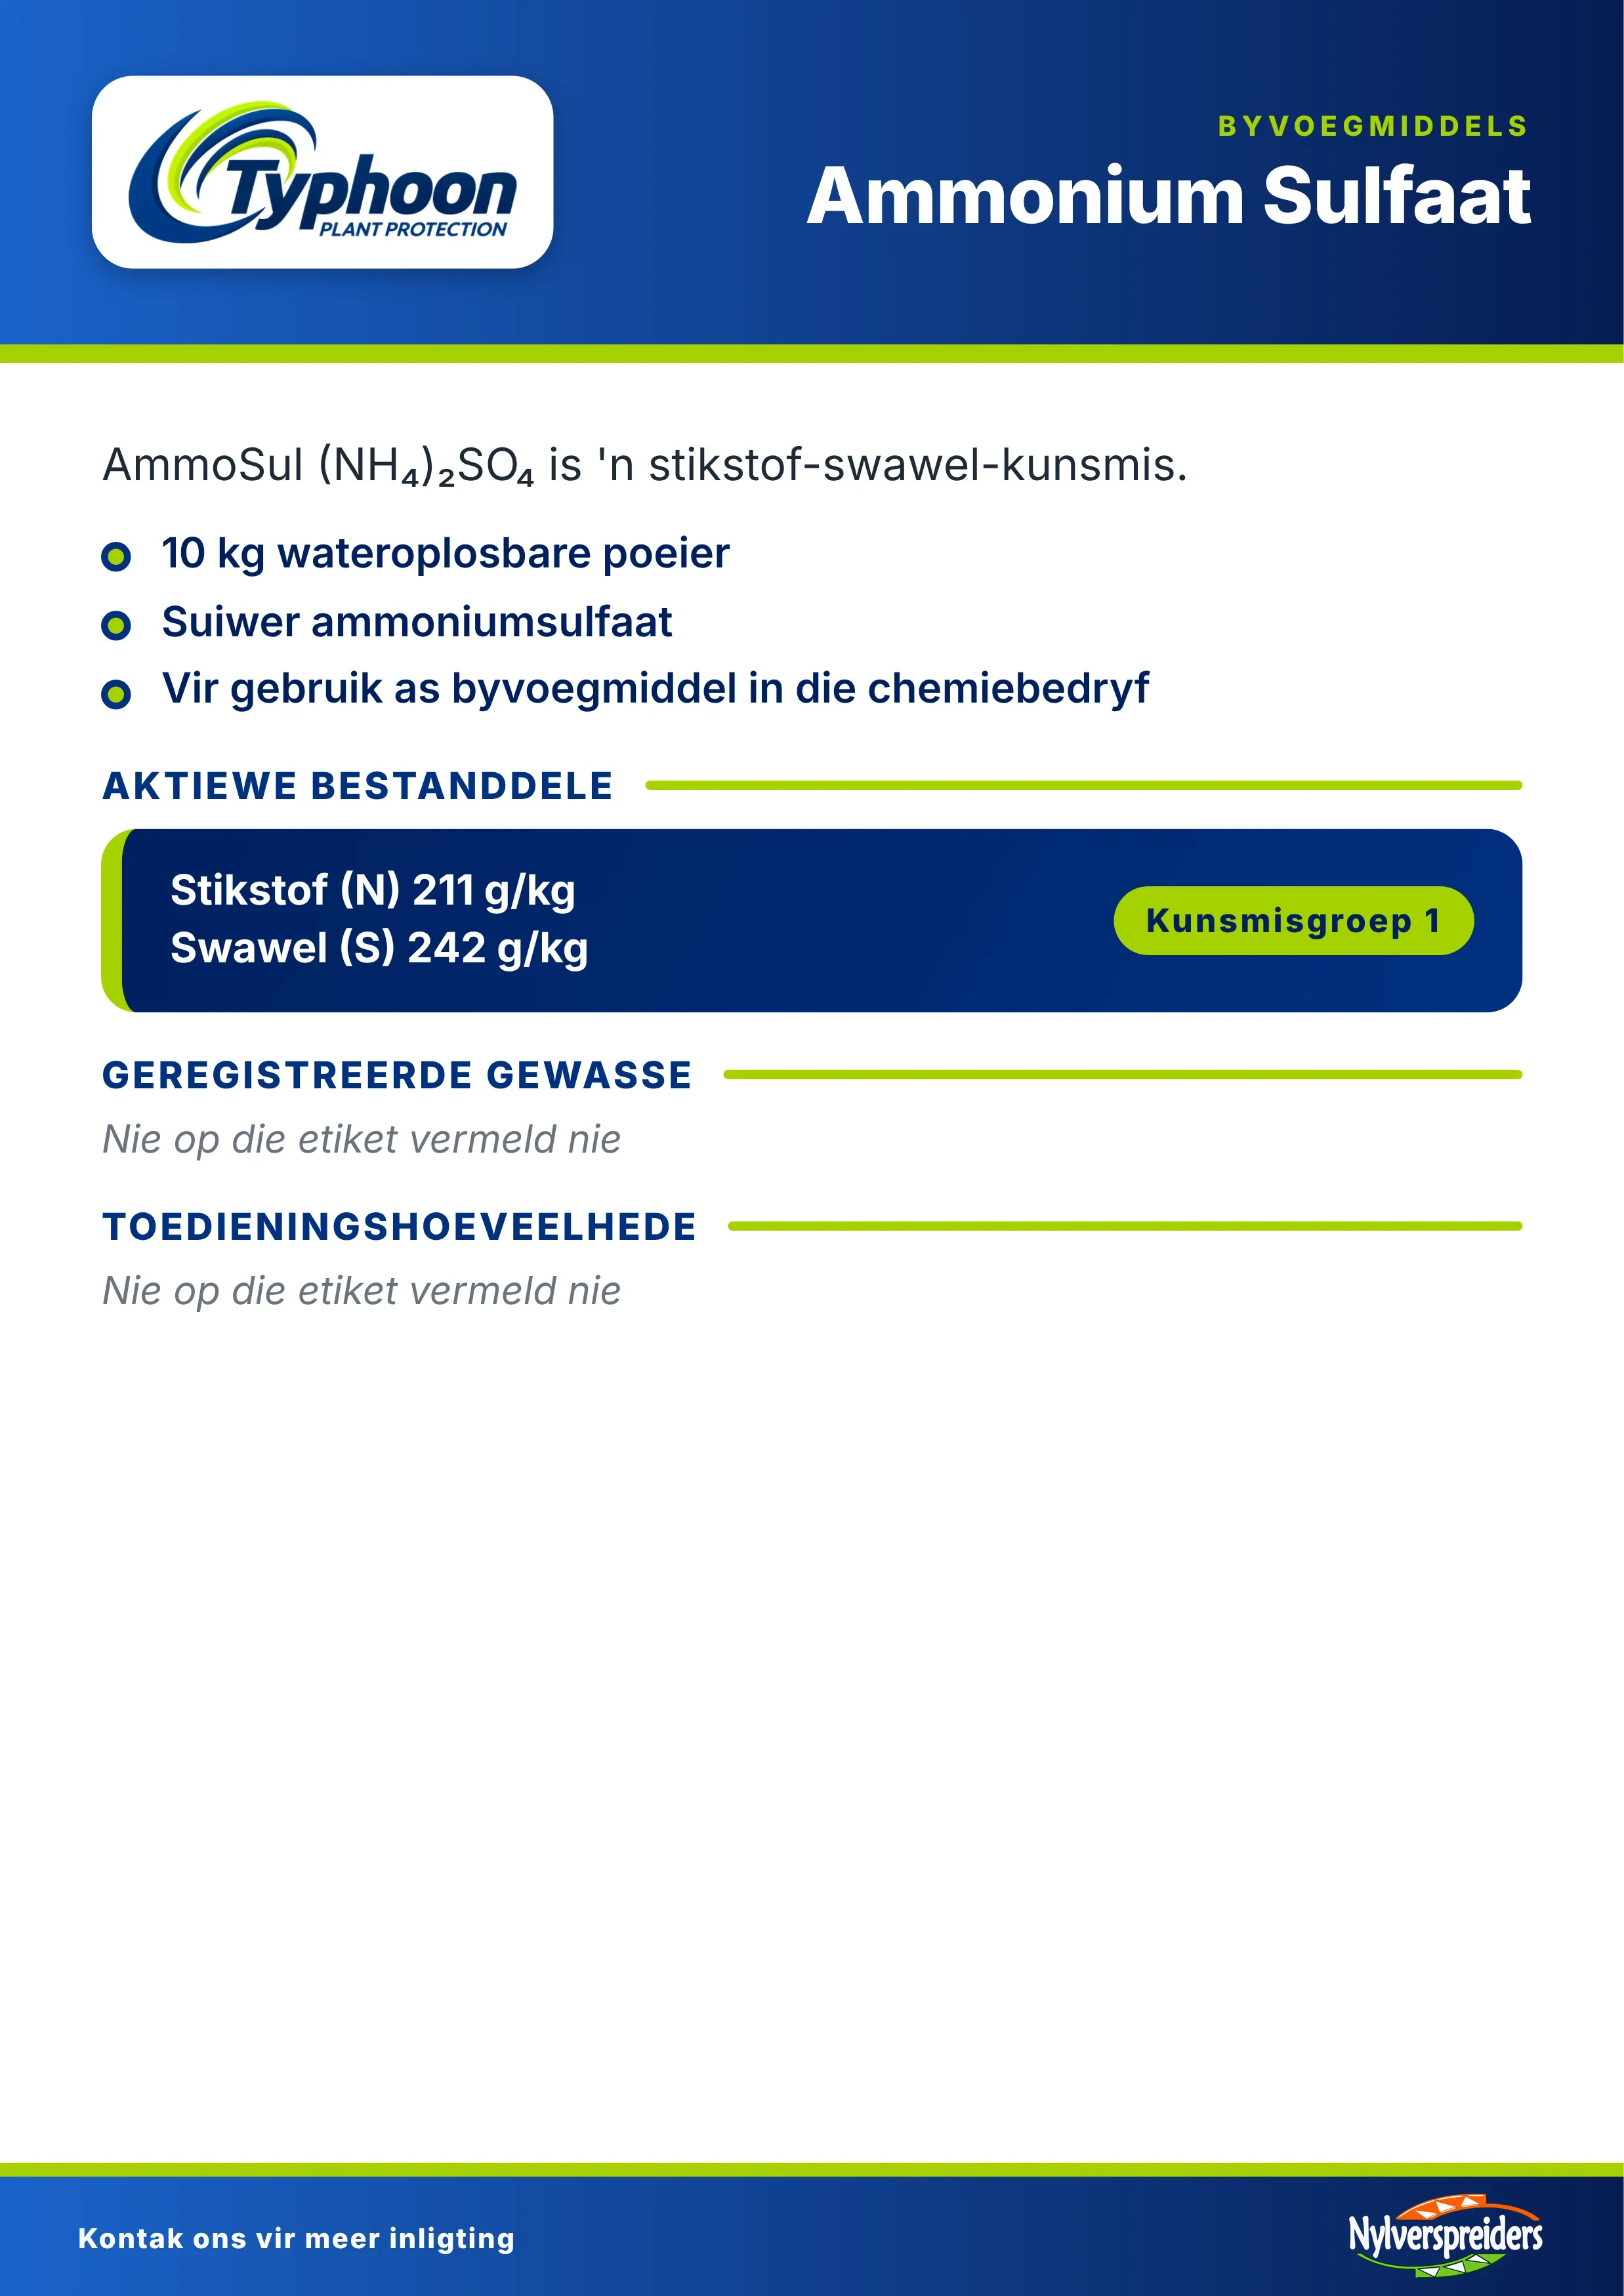 Typhoon
PLANT PROTECTION
BYVOEGMIDDELS
Ammonium Sulfaat
AmmoSul (NH₄)₂SO₄ is 'n stikstof-swawel-kunsmis.
10 kg wateroplosbare poeier
Suiwer ammoniumsulfaat
Vir gebruik as byvoegmiddel in die chemiebedryf
AKTIEWE BESTANDDELE
Stikstof (N) 211 g/kg
Swawel (S) 242 g/kg
Kunsmisgroep 1
GEREGISTREERDE GEWASSE
Nie op die etiket vermeld nie
TOEDIENINGSHOEVEELHEDE
Nie op die etiket vermeld nie
Kontak ons vir meer inligting
Nylverspreiders